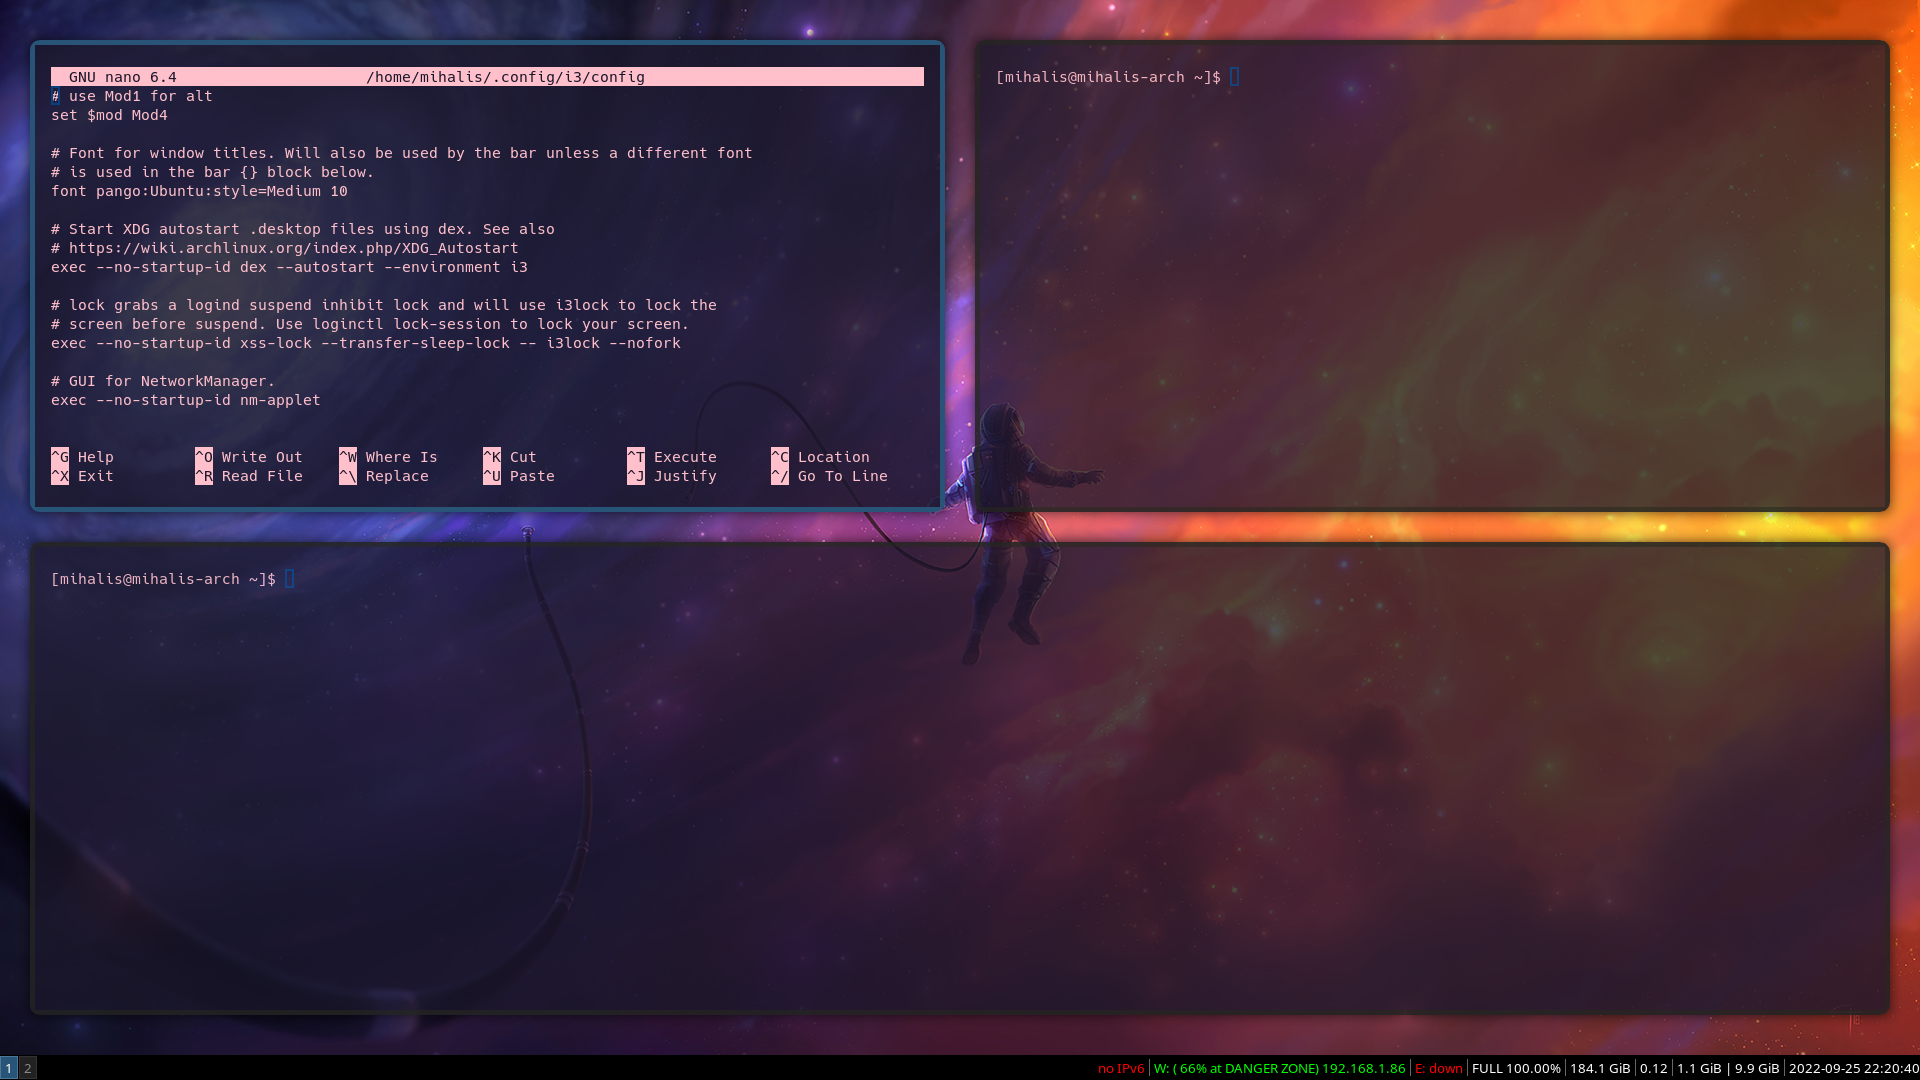 GNU nano 6.4 /home/mihalis/.config/i3/config
# use Mod1 for alt
set $mod Mod4
# Font for window titles. Will also be used by the bar unless a different font
# is used in the bar {} block below.
font pango:Ubuntu:style=Medium 10
# Start XDG autostart .desktop files using dex. See also
# https://wiki.archlinux.org/index.php/XDG_Autostart
exec --no-startup-id dex --autostart --environment i3
# lock grabs a logind suspend inhibit lock and will use i3lock to lock the
# screen before suspend. Use loginctl lock-session to lock your screen.
exec --no-startup-id xss-lock --transfer-sleep-lock -- i3lock --nofork
# GUI for NetworkManager.
exec --no-startup-id nm-applet
^G Help ^O Write Out ^W Where Is ^K Cut ^T Execute ^C Location
^X Exit ^R Read File ^\ Replace ^U Paste ^J Justify ^/ Go To Line
[mihalis@mihalis-arch ~]$
[mihalis@mihalis-arch ~]$
1 2 no IPv6 | W: ( 66% at DANGER ZONE) 192.168.1.86 | E: down | FULL 100.00% | 184.1 GiB | 0.12 | 1.1 GiB | 9.9 GiB | 2022-09-25 22:20:40